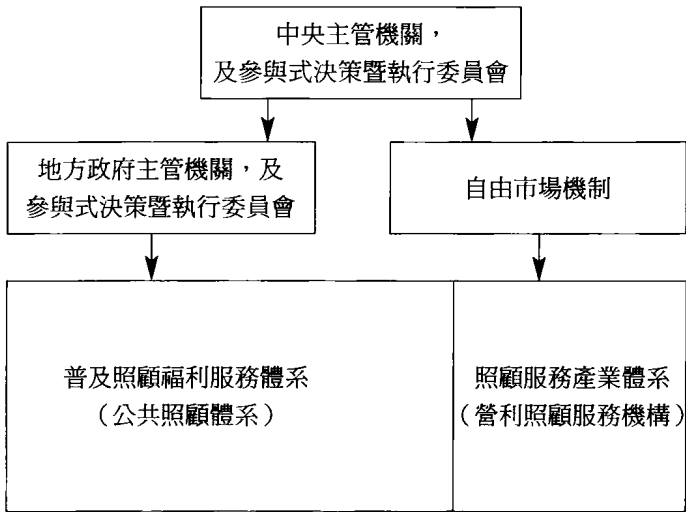 中央主管機關，
及參與式決策暨執行委員會
地方政府主管機關，及
參與式決策暨執行委員會
自由市場機制
普及照顧福利服務體系
（公共照顧體系）
照顧服務產業體系
（營利照顧服務機構）